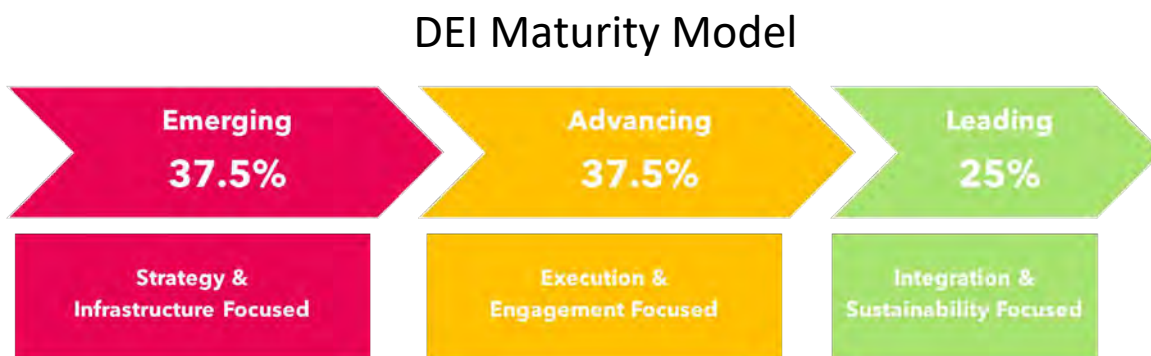 DEI Maturity Model
Emerging
37.5%
Advancing
37.5%
Leading
25%
Strategy &
Infrastructure Focused
Execution &
Engagement Focused
Integration &
Sustainability Focused